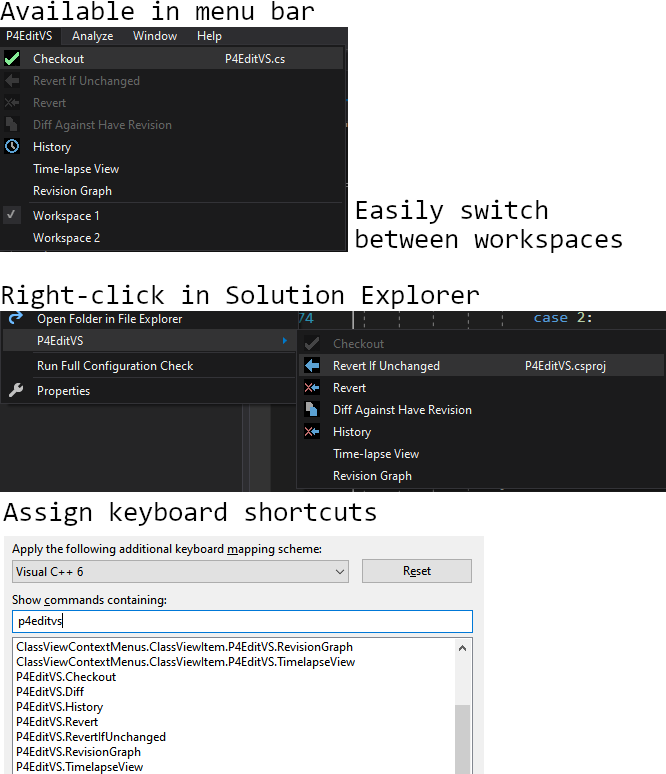 Available in menu bar
P4EditVS Analyze Window Help
Checkout P4EditVS.cs
Revert If Unchanged
Revert
Diff Against Have Revision
History
Time-lapse View
Revision Graph
Workspace 1
Workspace 2
Easily switch
between workspaces
Right-click in Solution Explorer
Open Folder in File Explorer
P4EditVS
Run Full Configuration Check
Properties
74 case 2:
Checkout
Revert If Unchanged P4EditVS.csproj
Revert
Diff Against Have Revision
History
Time-lapse View
Revision Graph
Assign keyboard shortcuts
Apply the following additional keyboard mapping scheme:
Visual C++ 6 Reset
Show commands containing:
p4editvs
ClassViewContextMenus.ClassViewItem.P4EditVS.RevisionGraph
ClassViewContextMenus.ClassViewItem.P4EditVS.TimelapseView
P4EditVS.Checkout
P4EditVS.Diff
P4EditVS.History
P4EditVS.Revert
P4EditVS.RevertIfUnchanged
P4EditVS.RevisionGraph
P4EditVS.TimelapseView